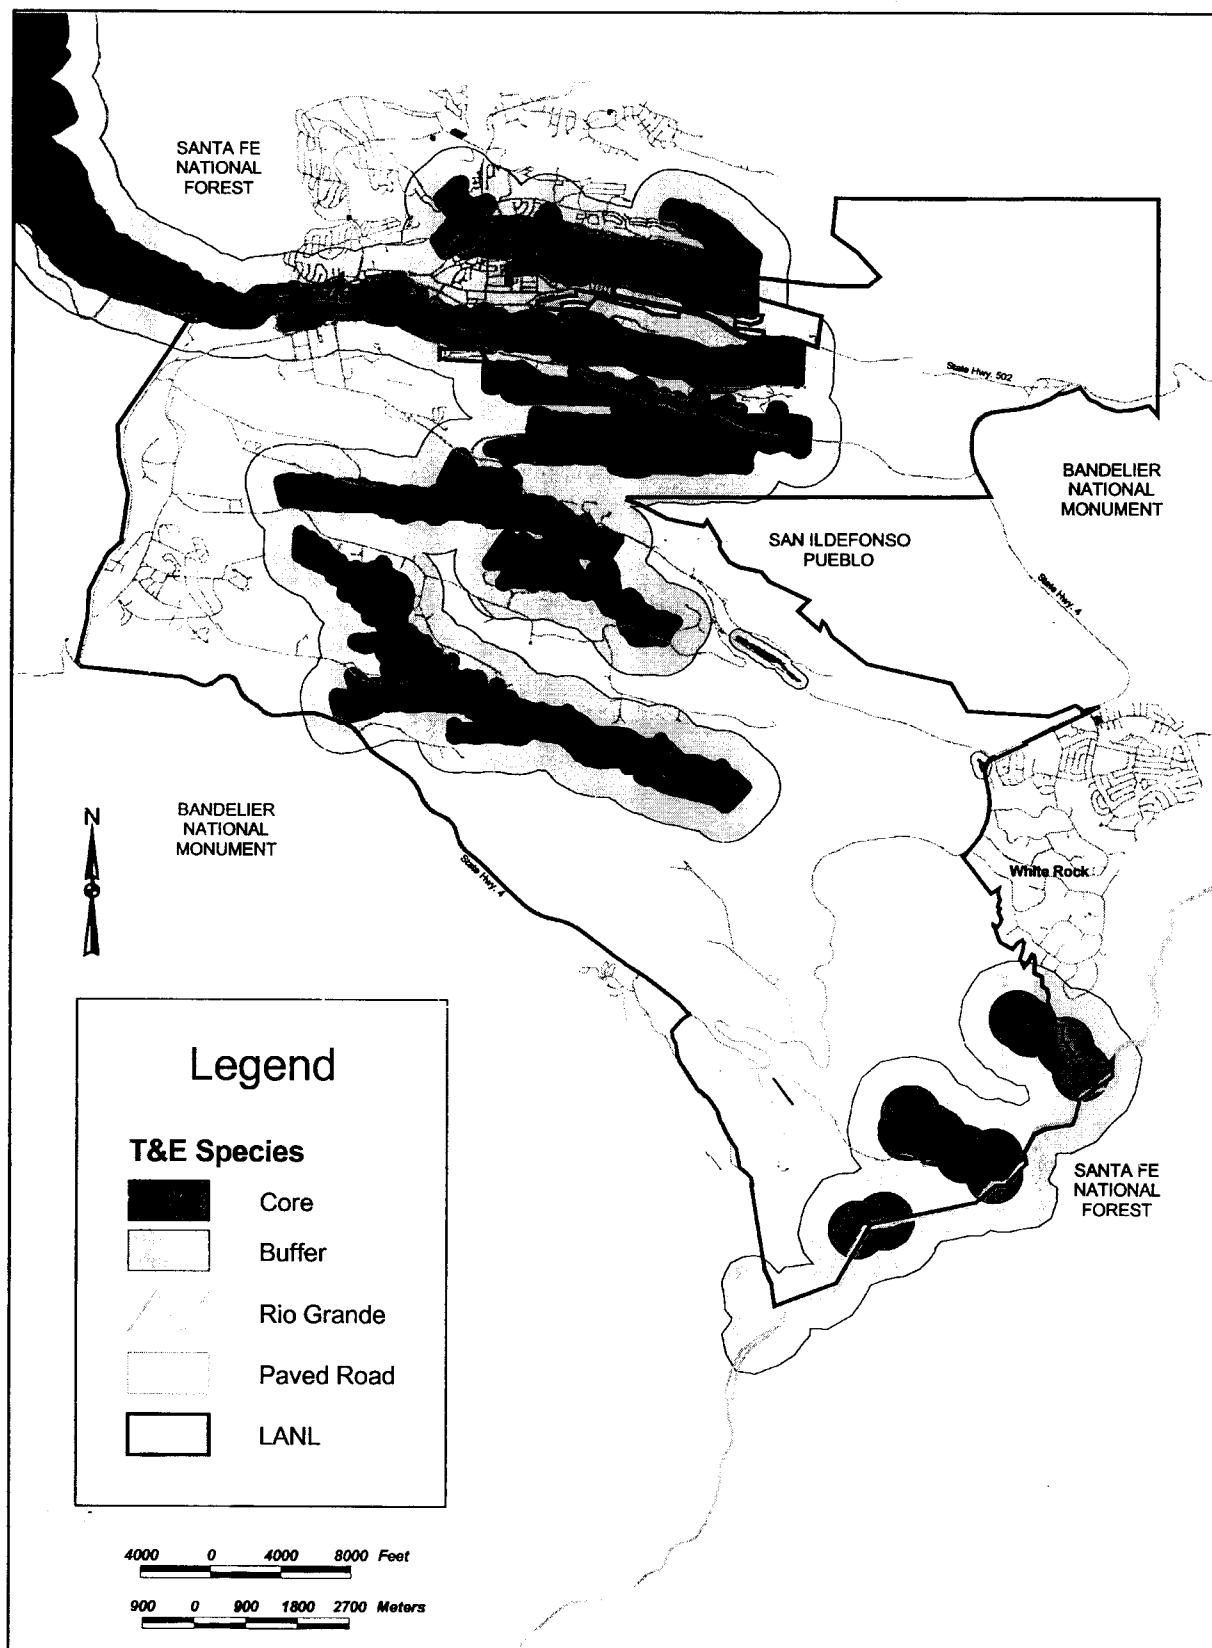 SANTA FE
NATIONAL
FOREST
State Hwy. 502
BANDELIER
NATIONAL
MONUMENT
SAN ILDEFONSO
PUEBLO
State Hwy. 4
BANDELIER
NATIONAL
MONUMENT
N
State Hwy. 4
White Rock
SANTA FE
NATIONAL
FOREST
Legend
T&E Species
Core
Buffer
Rio Grande
Paved Road
LANL
4000 0 4000 8000 Feet
900 0 900 1800 2700 Meters